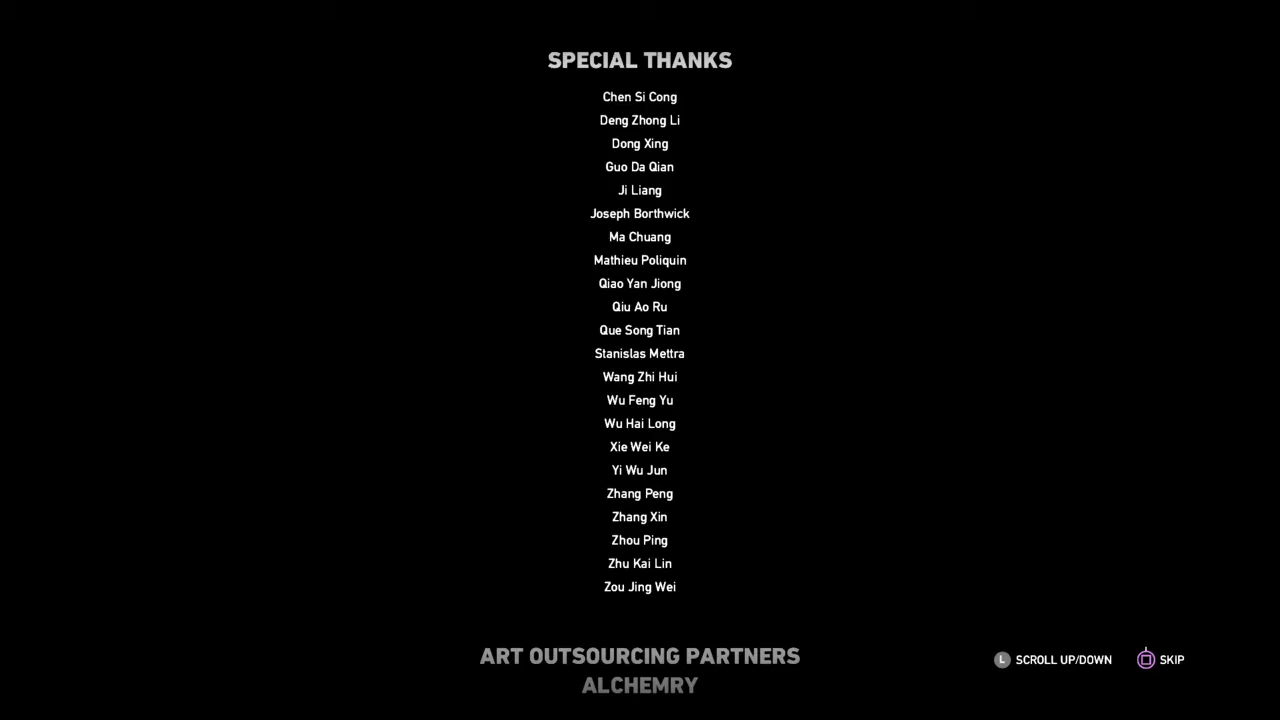 SPECIAL THANKS
Chen Si Cong
Deng Zhong Li
Dong Xing
Guo Da Qian
Ji Liang
Joseph Borthwick
Ma Chuang
Mathieu Poliquin
Qiao Yan Jiong
Qiu Ao Ru
Que Song Tian
Stanislas Mettra
Wang Zhi Hui
Wu Feng Yu
Wu Hai Long
Xie Wei Ke
Yi Wu Jun
Zhang Peng
Zhang Xin
Zhou Ping
Zhu Kai Lin
Zou Jing Wei
ART OUTSOURCING PARTNERS
ALCHEMRY
L SCROLL UP/DOWN SKIP